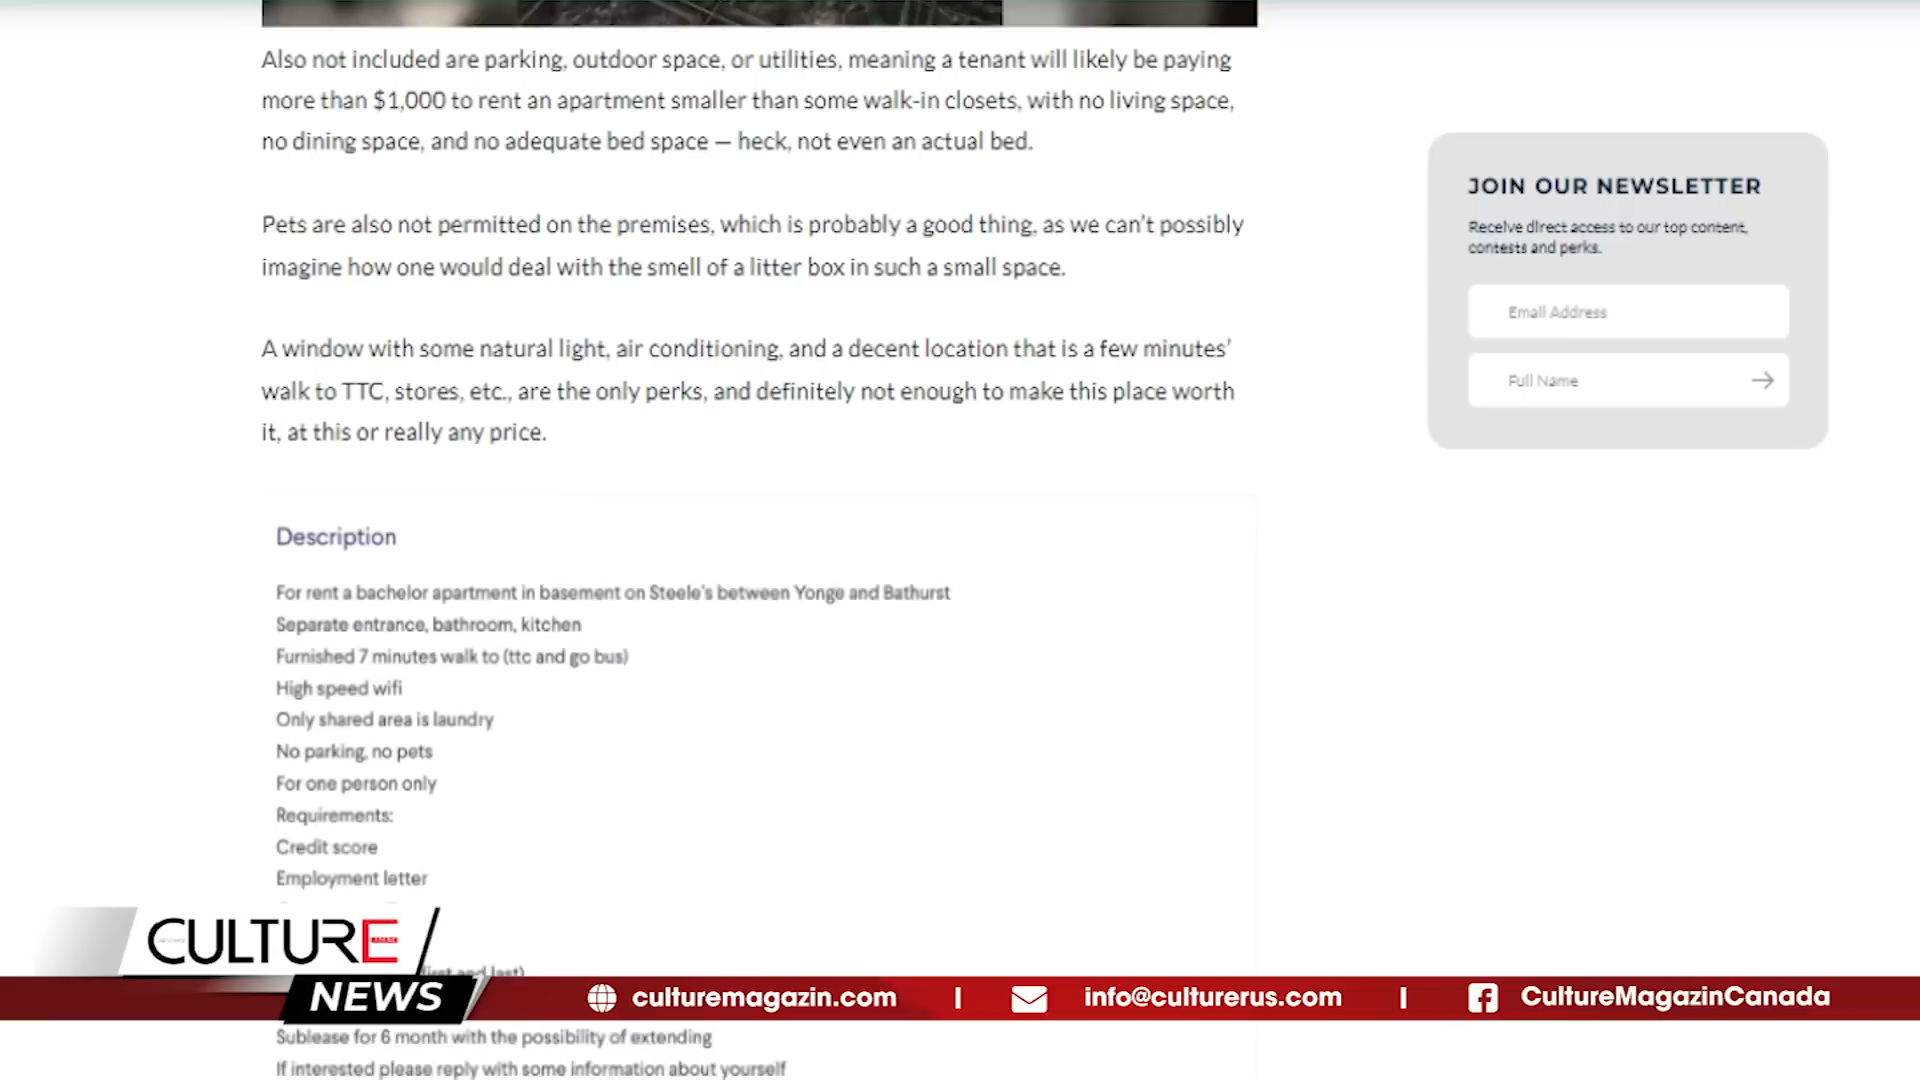 Also not included are parking, outdoor space, or utilities, meaning a tenant will likely be paying
more than $1,000 to rent an apartment smaller than some walk-in closets, with no living space,
no dining space, and no adequate bed space — heck, not even an actual bed.
Pets are also not permitted on the premises, which is probably a good thing, as we can't possibly
imagine how one would deal with the smell of a litter box in such a small space.
A window with some natural light, air conditioning, and a decent location that is a few minutes'
walk to TTC, stores, etc., are the only perks, and definitely not enough to make this place worth
it, at this or really any price.
JOIN OUR NEWSLETTER
Receive direct access to our top content,
contests and perks.
Email Address
Full Name
Description
For rent a bachelor apartment in basement on Steele's between Yonge and Bathurst
Separate entrance, bathroom, kitchen
Furnished 7 minutes walk to (ttc and go bus)
High speed wifi
Only shared area is laundry
No parking, no pets
For one person only
Requirements:
Credit score
Employment letter
first and last)
CULTURE
MAGAZIN
NEWS
culturemagazin.com
info@culturerus.com
CultureMagazinCanada
Sublease for 6 month with the possibility of extending
If interested please reply with some information about yourself